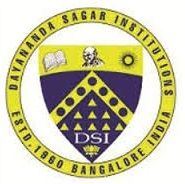 DAYANANDA SAGAR INSTITUTIONS
DSI
ESTD.1960 BANGALORE INDIA